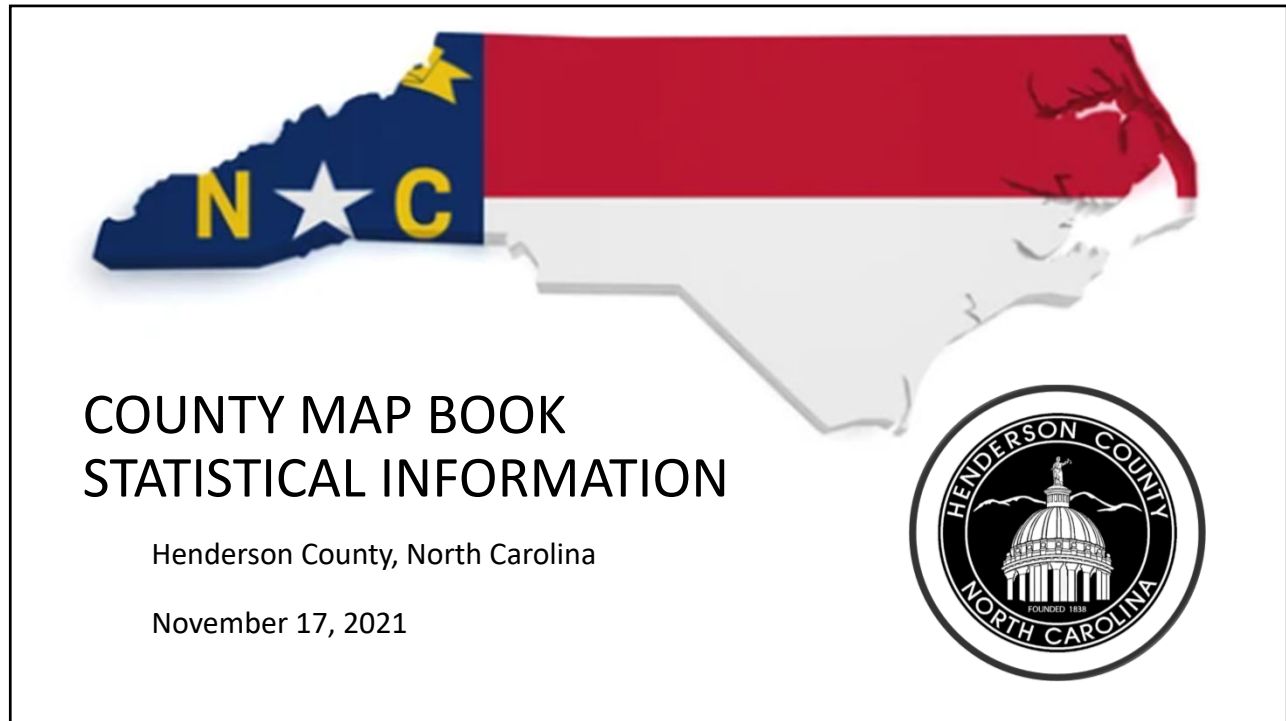 N C
COUNTY MAP BOOK
STATISTICAL INFORMATION
Henderson County, North Carolina
November 17, 2021
HENDERSON COUNTY
FOUNDED 1838
NORTH CAROLINA